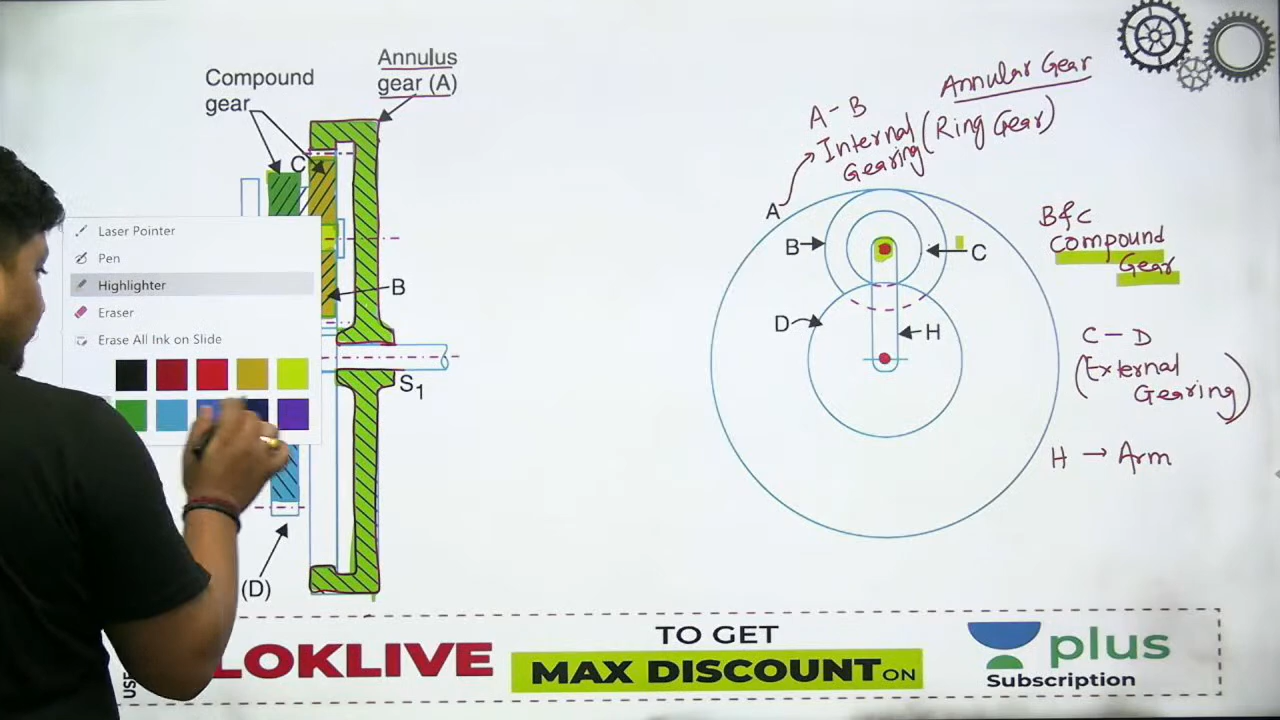 Compound
gear
Annulus
gear (A)
C
B
S1
(D)
Laser Pointer
Pen
Highlighter
Eraser
Erase All Ink on Slide
Annular Gear
(Ring Gear)
A - B
Internal
Gearing
A
B
C
D
H
B & C
Compound
Gear
C - D
(External
Gearing)
H → Arm
USE
LOKLIVE
TO GET
MAX DISCOUNT ON
plus
Subscription